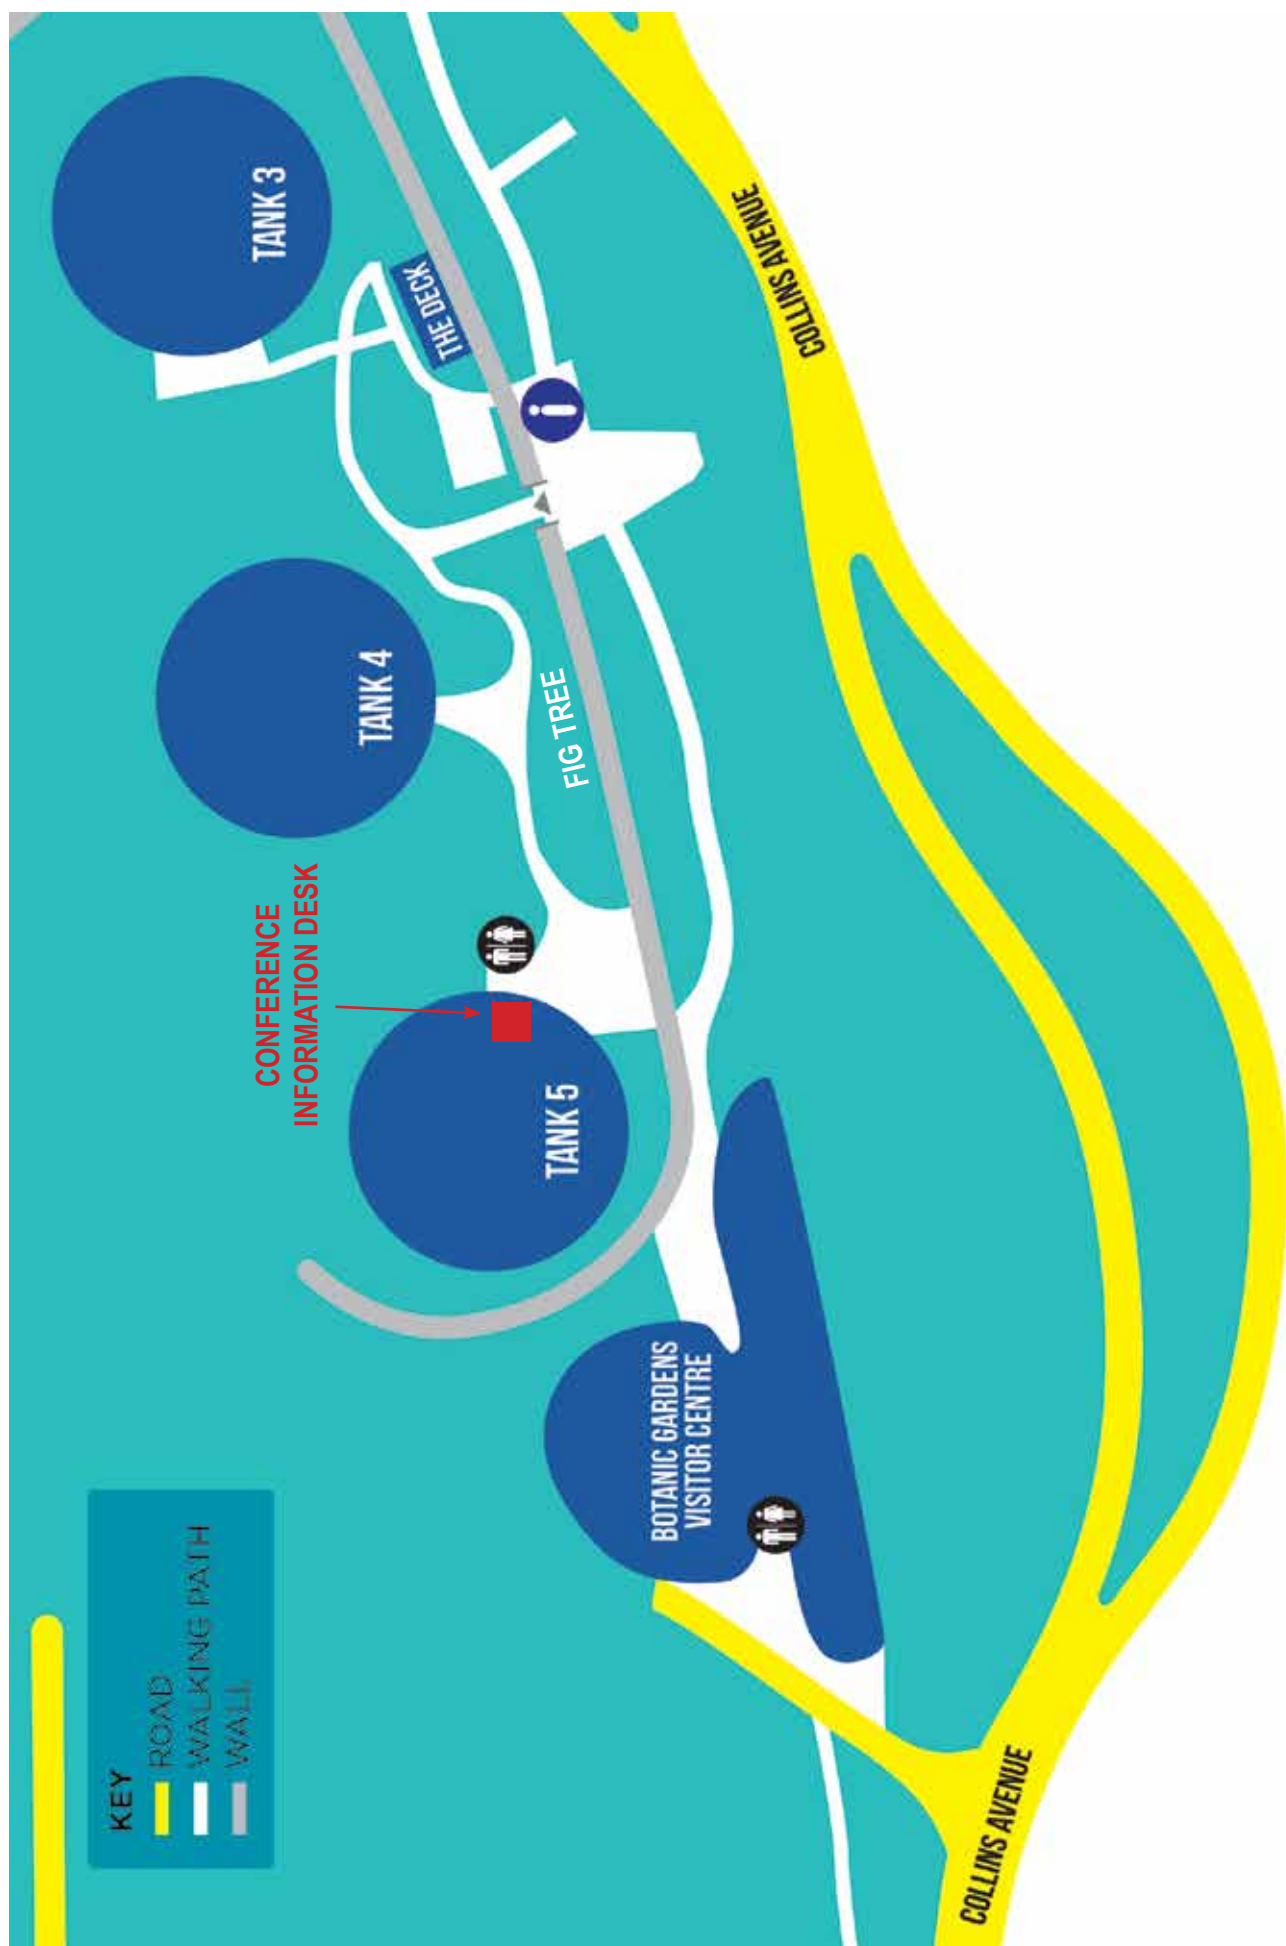 KEY
ROAD
WALKING PATH
WALL
CONFERENCE
INFORMATION DESK
TANK 3
TANK 4
TANK 5
THE DECK
FIG TREE
BOTANIC GARDENS
VISITOR CENTRE
COLLINS AVENUE
COLLINS AVENUE